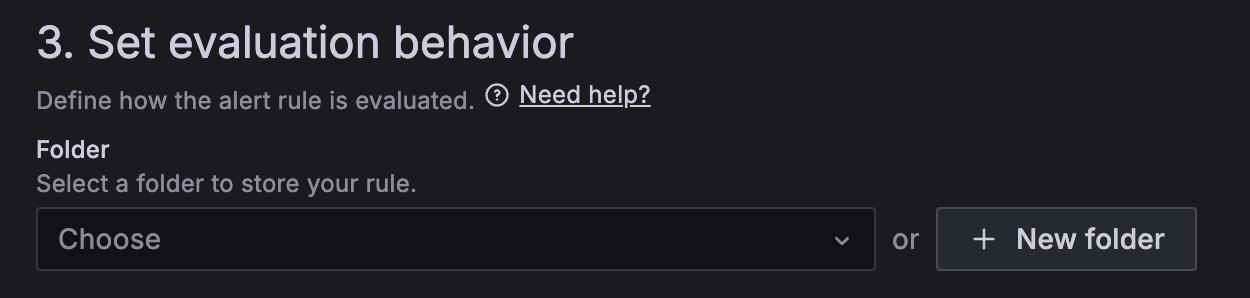 3. Set evaluation behavior
Define how the alert rule is evaluated. Need help?
Folder
Select a folder to store your rule.
Choose or + New folder